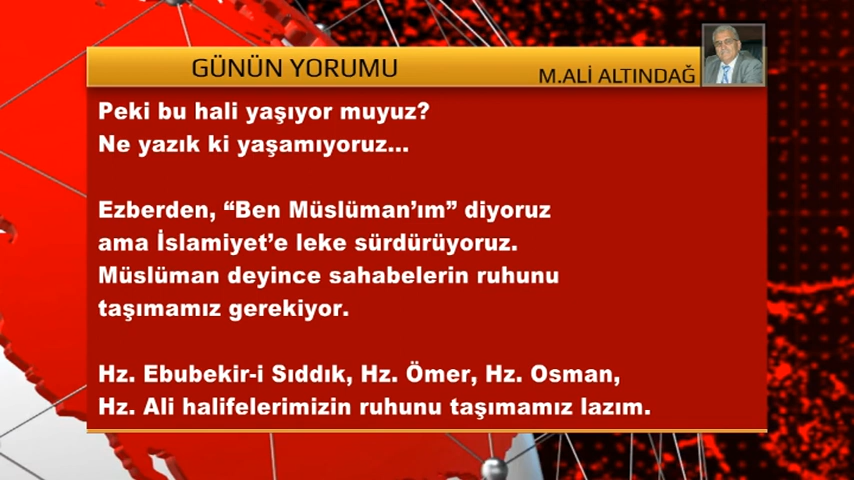 GÜNÜN YORUMU
M.ALİ ALTINDAĞ
Peki bu hali yaşıyor muyuz?
Ne yazık ki yaşamıyoruz...
Ezberden, “Ben Müslüman’ım” diyoruz
ama İslamiyet’e leke sürdürüyoruz.
Müslüman deyince sahabelerin ruhunu
taşımamız gerekiyor.
Hz. Ebubekir-i Sıddık, Hz. Ömer, Hz. Osman,
Hz. Ali halifelerimizin ruhunu taşımamız lazım.